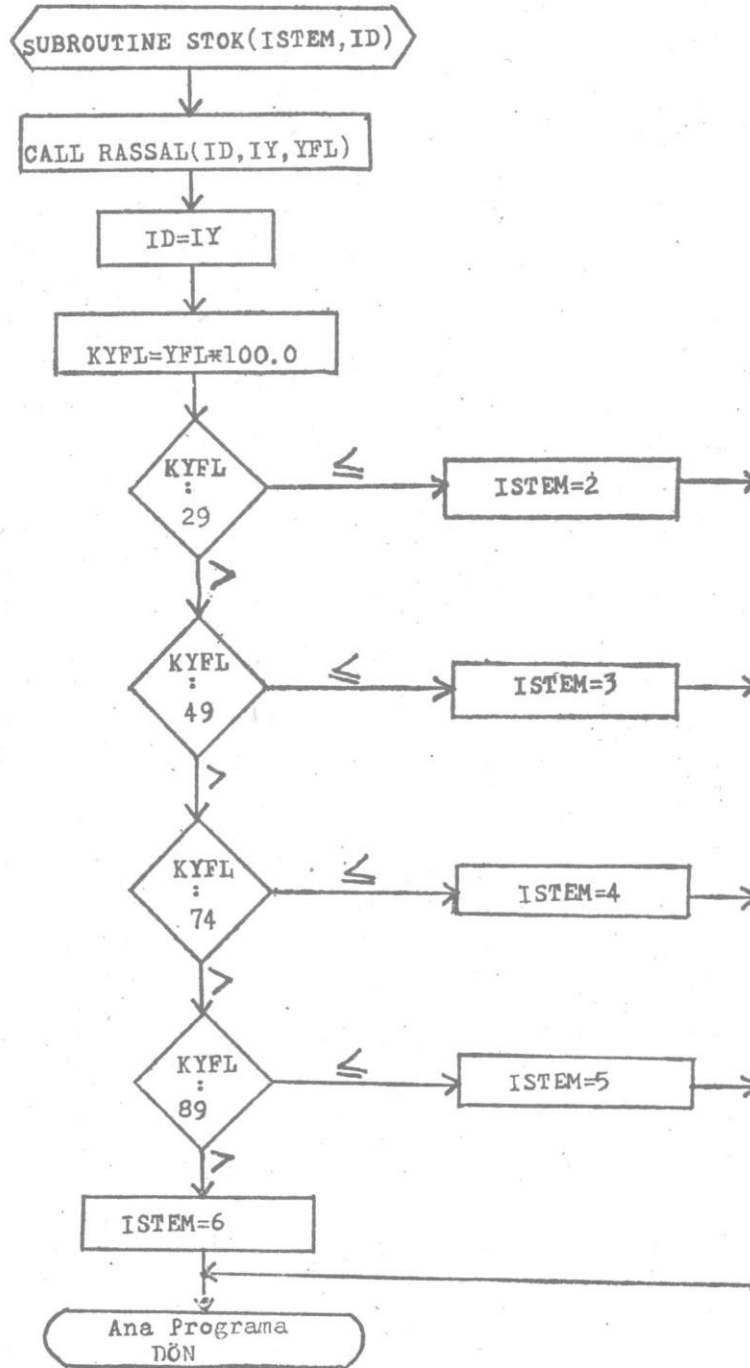 SUBROUTINE STOK(ISTEM,ID)
CALL RASSAL(ID,IY,YFL)
ID=IY
KYFL=YFL*100.0
KYFL
:
29
≦
ISTEM=2
>
KYFL
:
49
≦
ISTEM=3
>
KYFL
:
74
≦
ISTEM=4
>
KYFL
:
89
≦
ISTEM=5
>
ISTEM=6
Ana Programa
DÖN